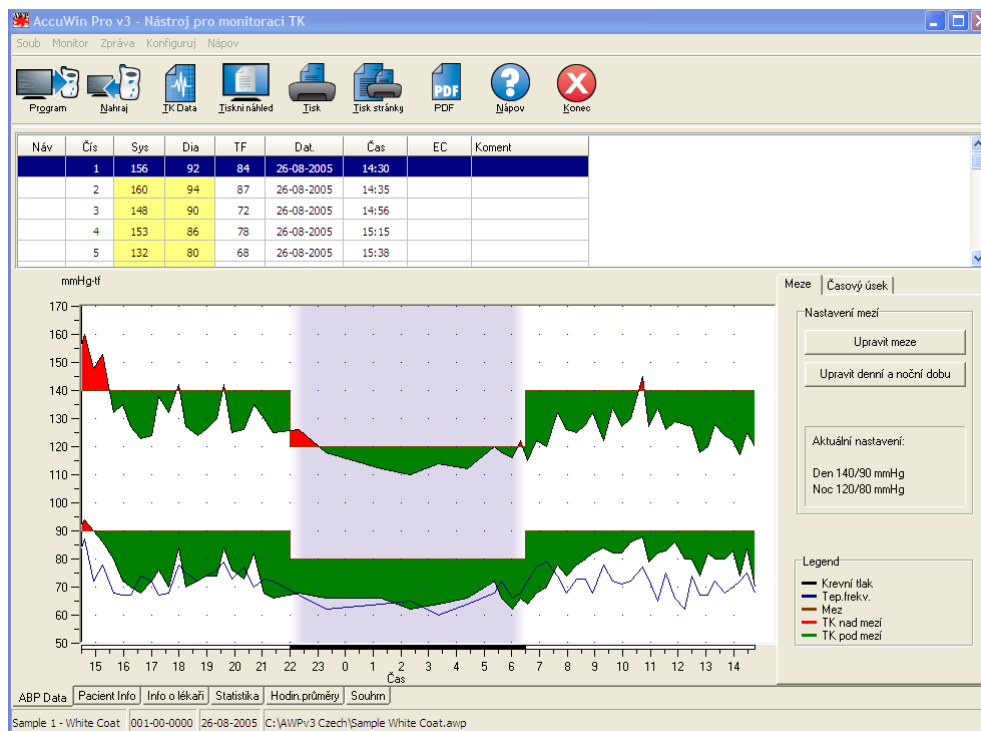 AccuWin Pro v3 - Nástroj pro monitoraci TK
Soub Monitor Zpráva Konfiguruj Nápov
Program Nahraj TK Data Tiskni náhled Tisk Tisk stránky PDF Nápov Konec
Náv Čís Sys Dia TF Dat. Čas EC Koment
1 156 92 84 26-08-2005 14:30
2 160 94 87 26-08-2005 14:35
3 148 90 72 26-08-2005 14:56
4 153 86 78 26-08-2005 15:15
5 132 80 68 26-08-2005 15:38
mmHg-tf
170
160
150
140
130
120
110
100
90
80
70
60
50
15 16 17 18 19 20 21 22 23 0 1 2 3 4 5 6 7 8 9 10 11 12 13 14
Čas
Meze Časový úsek
Nastavení mezí
Upravit meze
Upravit denní a noční dobu
Aktuální nastavení:
Den 140/90 mmHg
Noc 120/80 mmHg
Legend
Krevní tlak
Tep.frekv.
Mez
TK nad mezí
TK pod mezí
ABP Data Pacient Info Info o lékaři Statistika Hodin.průměry Souhrn
Sample 1 - White Coat 001-00-0000 26-08-2005 C:\AWPv3 Czech\Sample White Coat.awp